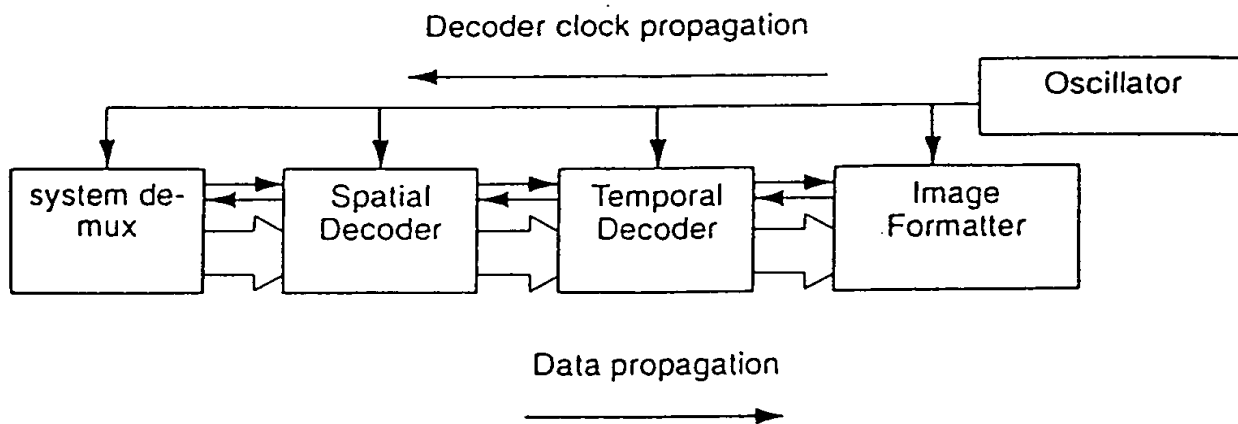 Decoder clock propagation
Oscillator
system de-
mux
Spatial
Decoder
Temporal
Decoder
Image
Formatter
Data propagation